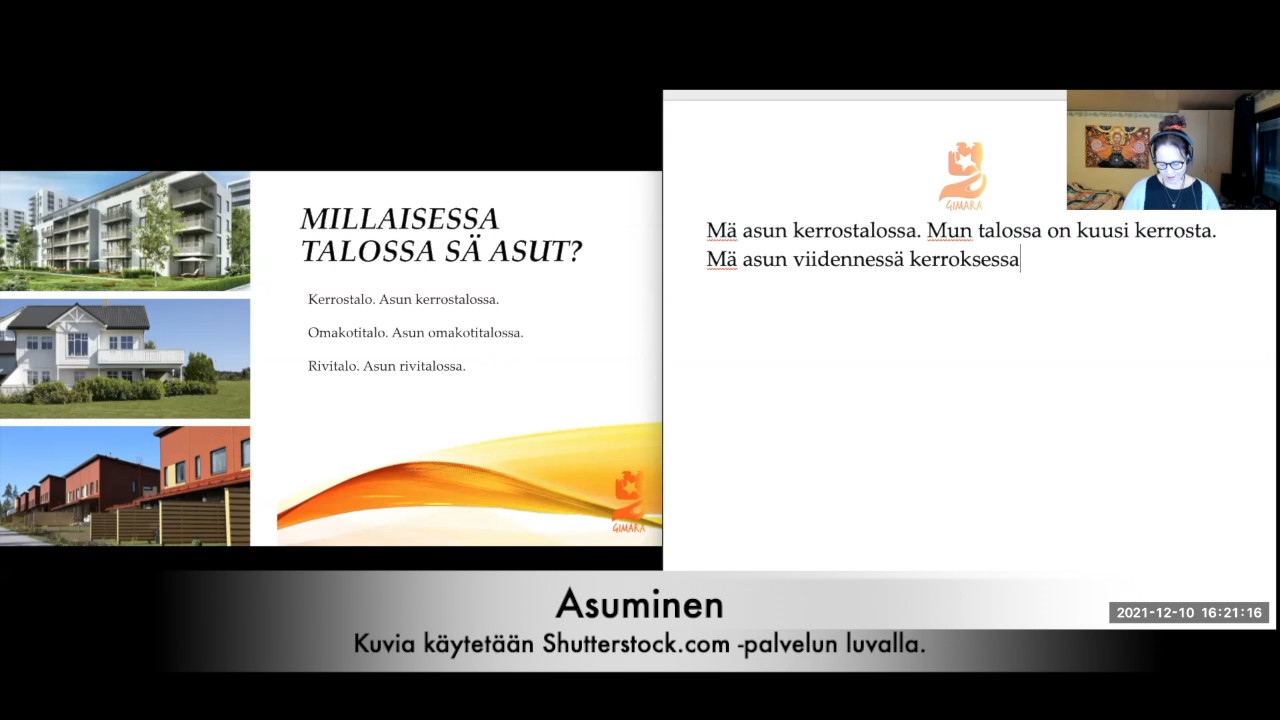 MILLAISESSA
TALOSSA SÄ ASUT?
Kerrostalo. Asun kerrostalossa.
Omakotitalo. Asun omakotitalossa.
Rivitalo. Asun rivitalossa.
GIMARA
GIMARA
Mä asun kerrostalossa. Mun talossa on kuusi kerrosta.
Mä asun viidennessä kerroksessa
Asuminen
Kuvia käytetään Shutterstock.com -palvelun luvalla.
2021-12-10 16:21:16